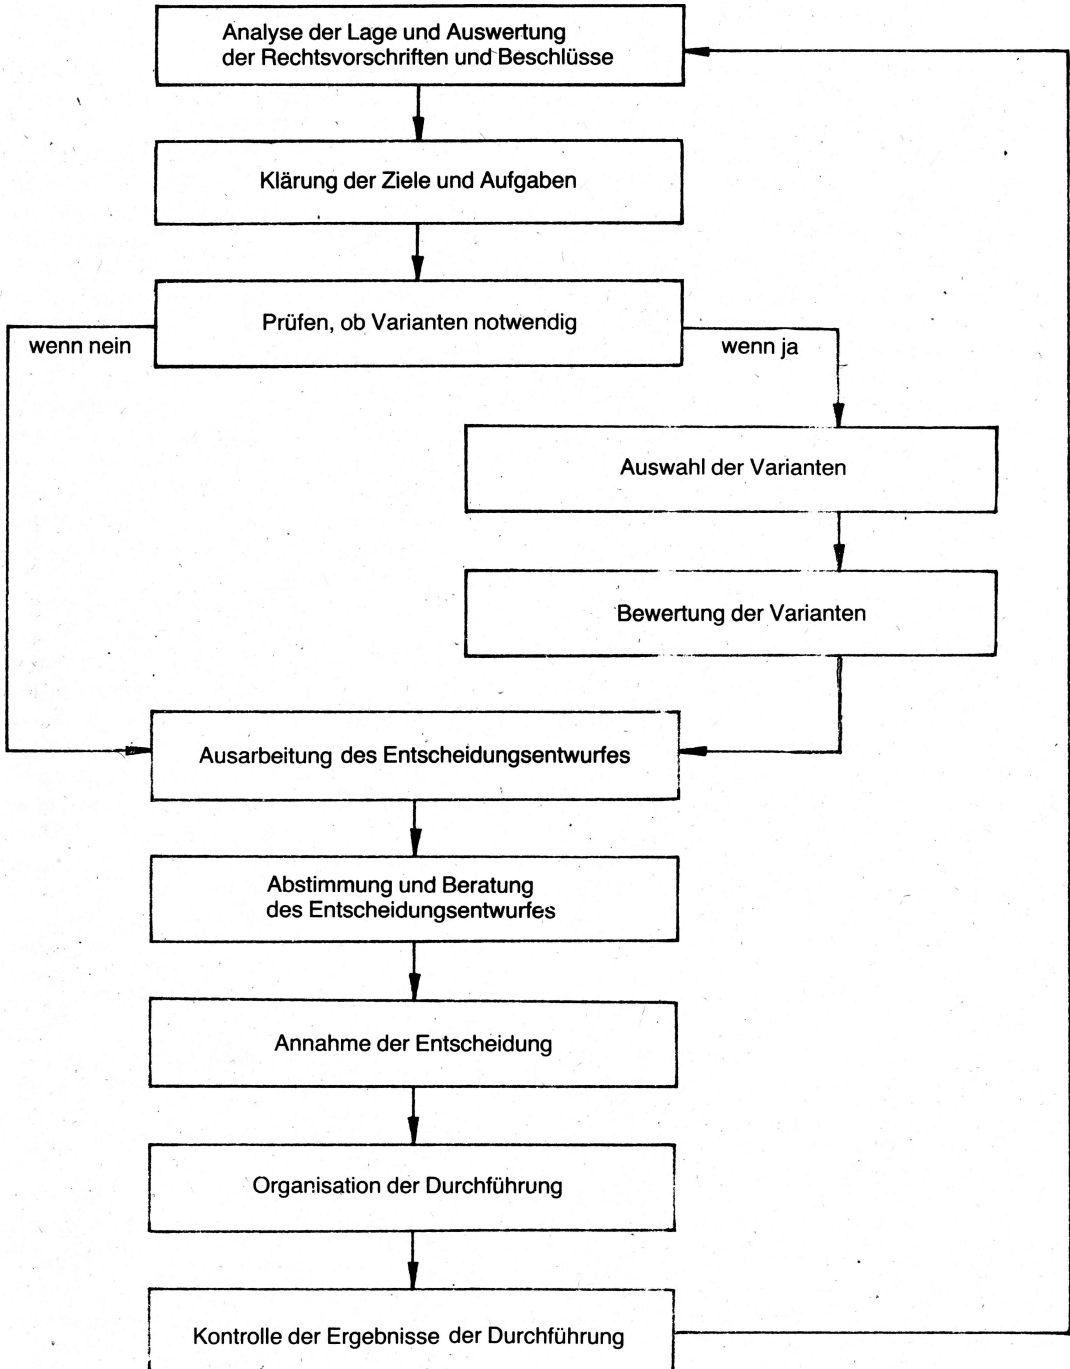 Analyse der Lage und Auswertung
der Rechtsvorschriften und Beschlüsse
Klärung der Ziele und Aufgaben
Prüfen, ob Varianten notwendig
wenn nein
wenn ja
Auswahl der Varianten
Bewertung der Varianten
Ausarbeitung des Entscheidungsentwurfes
Abstimmung und Beratung
des Entscheidungsentwurfes
Annahme der Entscheidung
Organisation der Durchführung
Kontrolle der Ergebnisse der Durchführung